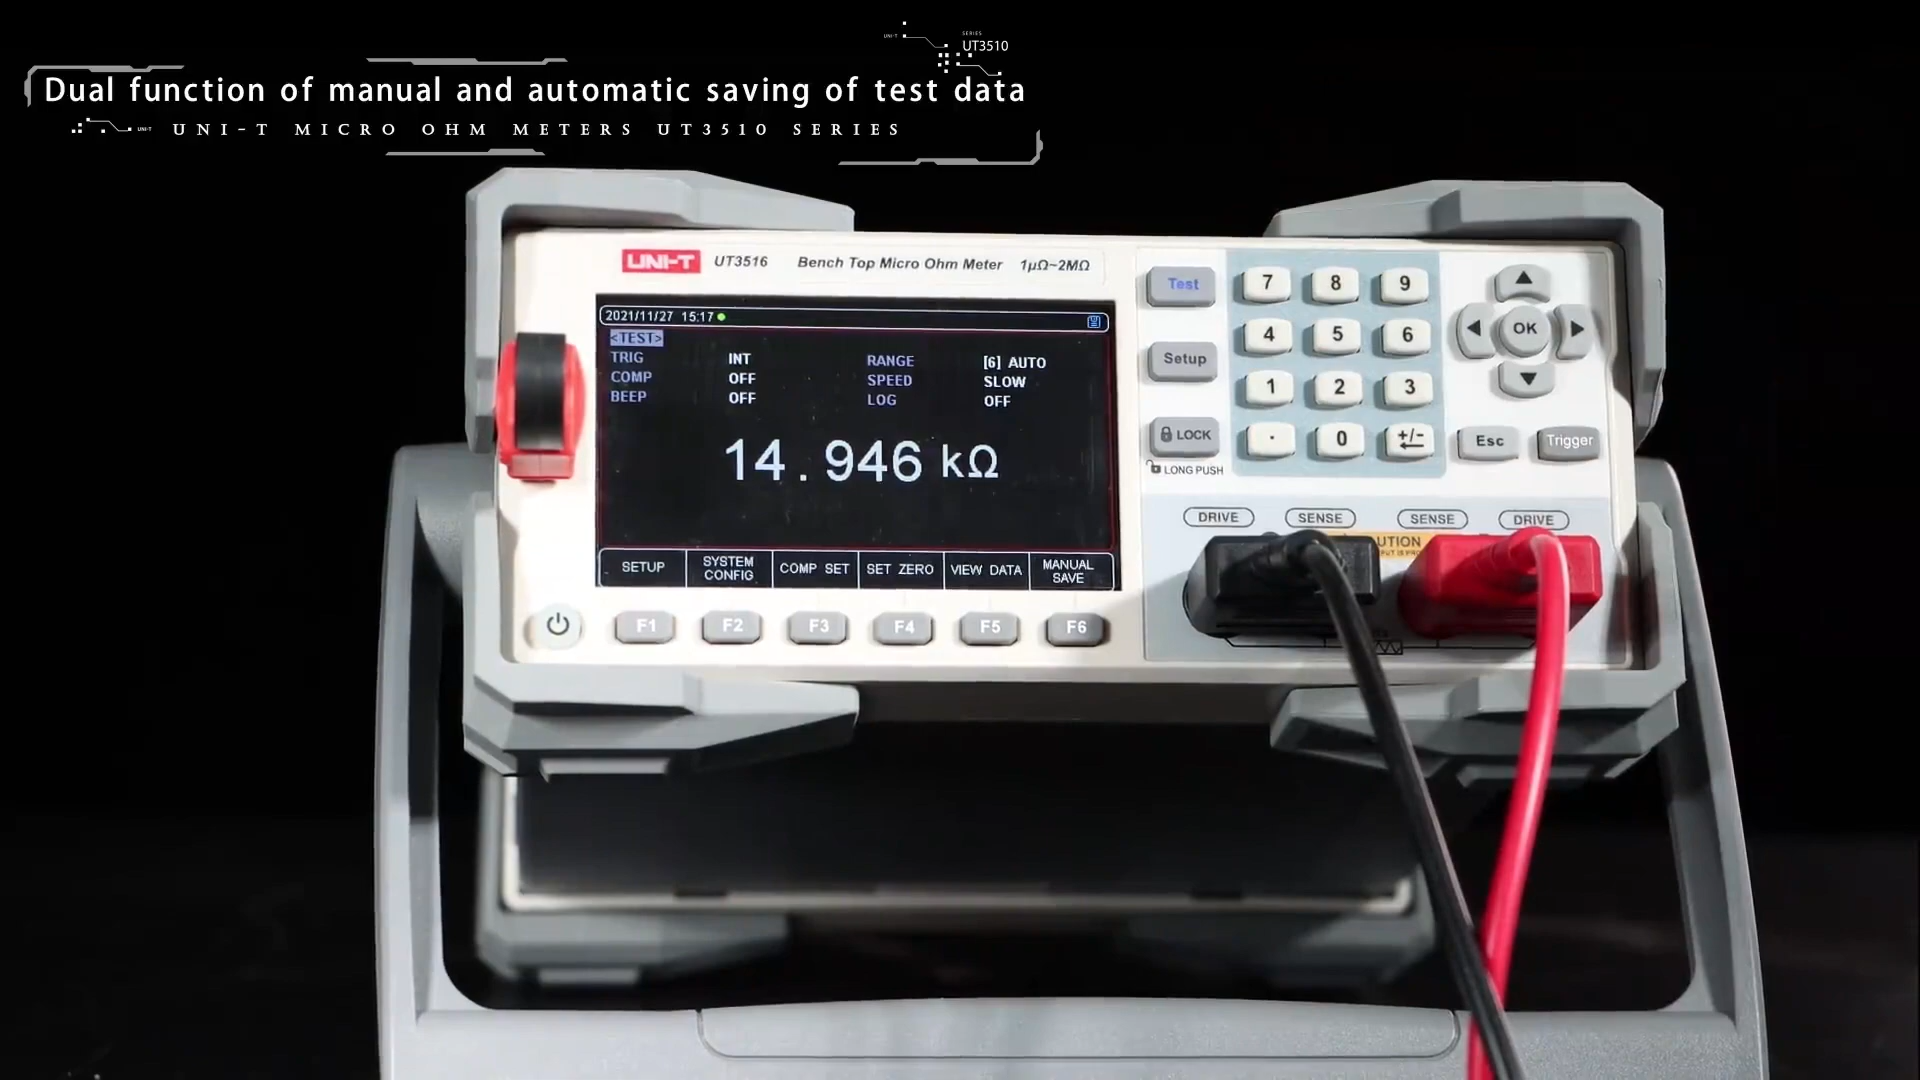 UNI-T
SERIES
UT3510
Dual function of manual and automatic saving of test data
UNI-T
UNI-T MICRO OHM METERS UT3510 SERIES
UNI-T UT3516 Bench Top Micro Ohm Meter 1μΩ~2MΩ
2021/11/27 15:17
<TEST>
TRIG INT RANGE [6] AUTO
COMP OFF SPEED SLOW
BEEP OFF LOG OFF
14.946 kΩ
SETUP SYSTEM CONFIG COMP SET SET ZERO VIEW DATA MANUAL SAVE
F1 F2 F3 F4 F5 F6
Test 7 8 9
Setup 4 5 6 OK
1 2 3
LOCK . 0 +/- Esc Trigger
LONG PUSH
DRIVE SENSE SENSE DRIVE